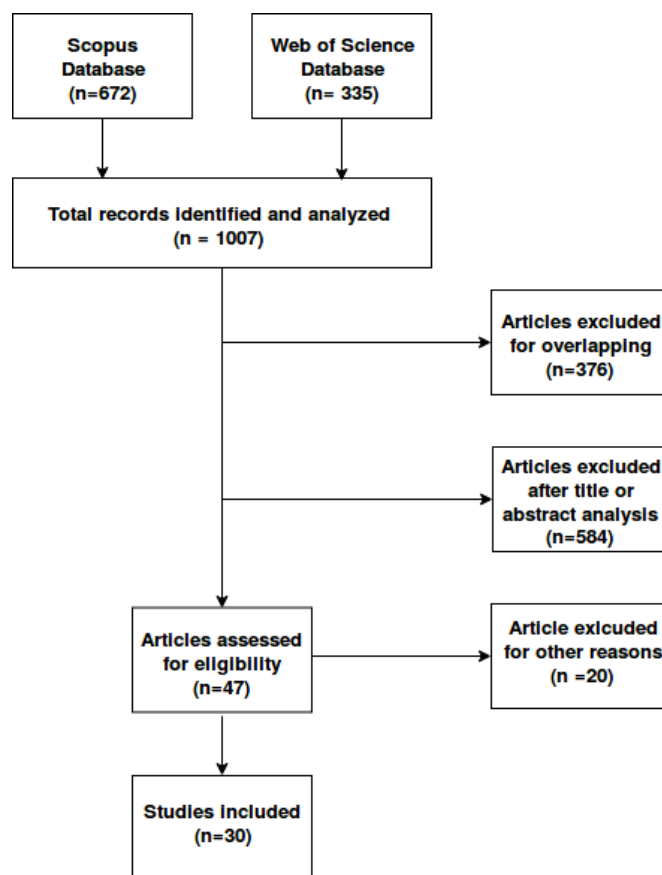 Scopus
Database
(n=672)
Web of Science
Database
(n= 335)
Total records identified and analyzed
(n = 1007)
Articles excluded
for overlapping
(n=376)
Articles excluded
after title or
abstract analysis
(n=584)
Articles assessed
for eligibility
(n=47)
Article exlcuded
for other reasons
(n =20)
Studies included
(n=30)